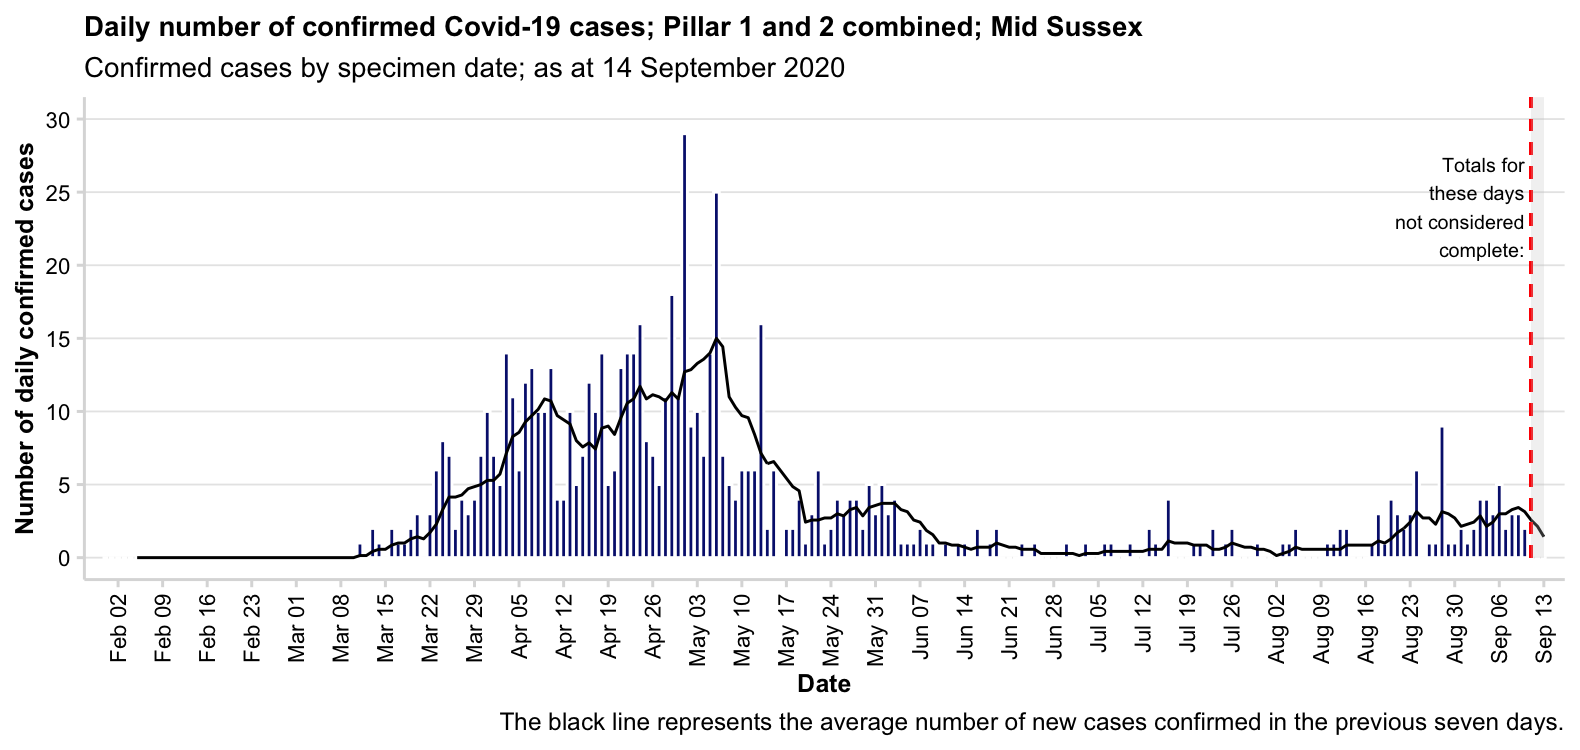 Daily number of confirmed Covid-19 cases; Pillar 1 and 2 combined; Mid Sussex
Confirmed cases by specimen date; as at 14 September 2020
Number of daily confirmed cases
30
25
20
15
10
5
0
Totals for
these days
not considered
complete:
Feb 02
Feb 09
Feb 16
Feb 23
Mar 01
Mar 08
Mar 15
Mar 22
Mar 29
Apr 05
Apr 12
Apr 19
Apr 26
May 03
May 10
May 17
May 24
May 31
Jun 07
Jun 14
Jun 21
Jun 28
Jul 05
Jul 12
Jul 19
Jul 26
Aug 02
Aug 09
Aug 16
Aug 23
Aug 30
Sep 06
Sep 13
Date
The black line represents the average number of new cases confirmed in the previous seven days.